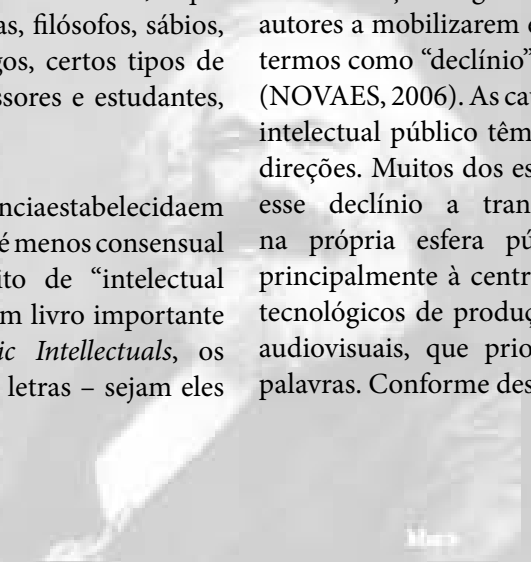 as, filósofos, sábios,
gos, certos tipos de
ssores e estudantes,
nciaestabelecidaem
é menos consensual
ito de “intelectual
m livro importante
ic Intellectuals, os
letras – sejam eles
autores a mobilizarem
termos como “declínio”
(NOVAES, 2006). As ca
intelectual público têm
direções. Muitos dos es
esse declínio a tran
na própria esfera pú
principalmente à centr
tecnológicos de produç
audiovisuais, que prio
palavras. Conforme des